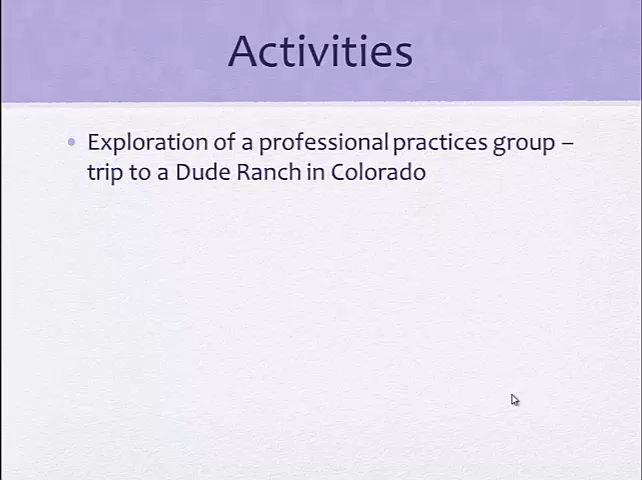 Activities
• Exploration of a professional practices group –
trip to a Dude Ranch in Colorado